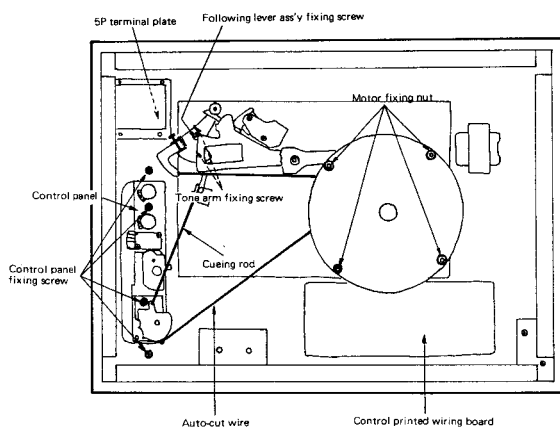 Following lever ass'y fixing screw
5P terminal plate
Motor fixing nut
Control panel
Tone arm fixing screw
Control panel
fixing screw
Cueing rod
Auto-cut wire
Control printed wiring board